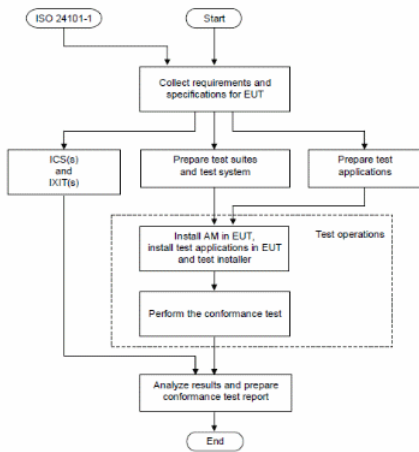 ISO 24101-1
Start
Collect requirements and
specifications for EUT
ICS(s)
and
IXIT(s)
Prepare test suites
and test system
Prepare test
applications
Test operations
Install AM in EUT,
install test applications in EUT
and test installer
Perform the conformance test
Analyze results and prepare
conformance test report
End